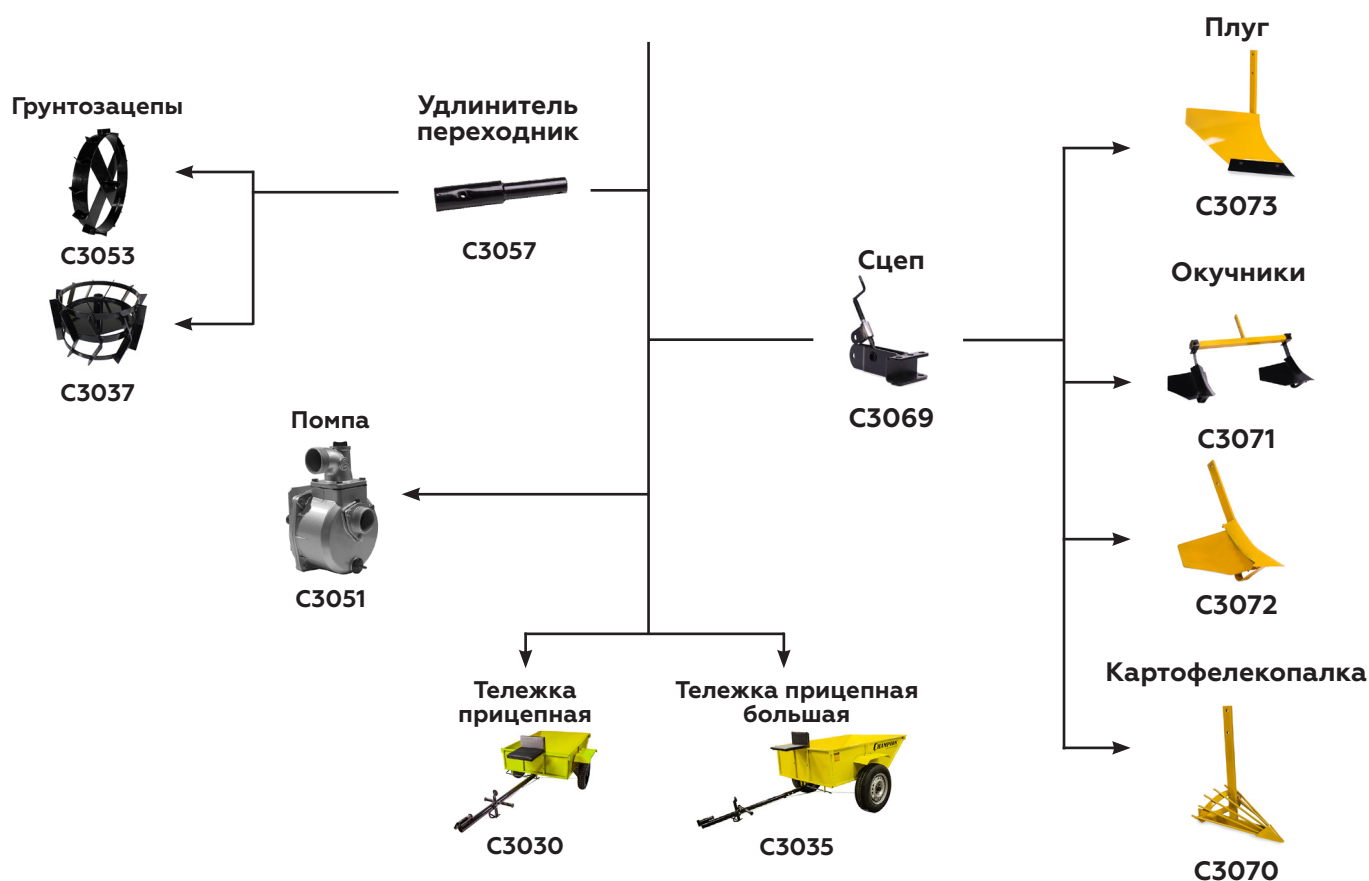 Плуг
Грунтозацепы
Удлинитель
переходник
C3073
C3053
C3057
Сцеп
Окучники
C3037
C3069
Помпа
C3071
C3051
C3072
Тележка
прицепная
Тележка прицепная
большая
Картофелекопалка
CHAMPION
C3030
C3035
C3070